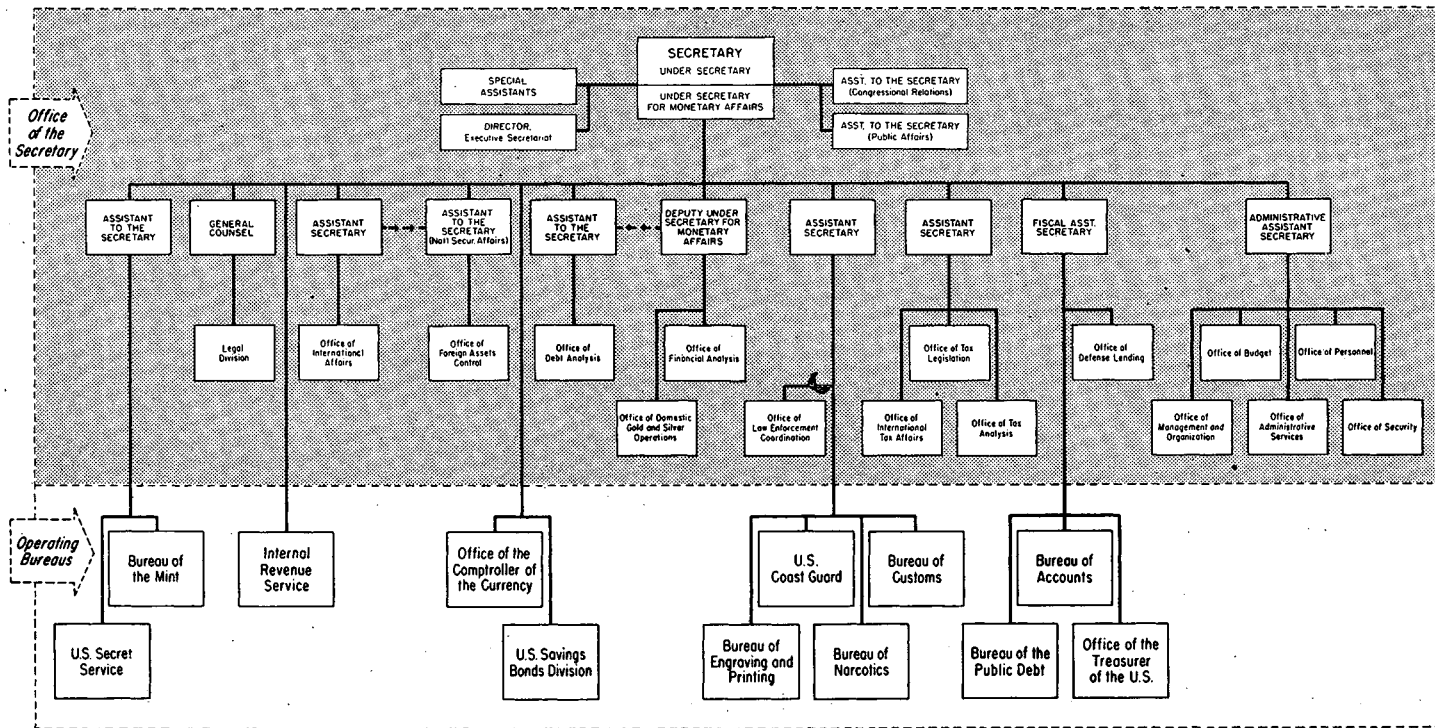 SECRETARY
UNDER SECRETARY
UNDER SECRETARY
FOR MONETARY AFFAIRS
SPECIAL
ASSISTANTS
DIRECTOR,
Executive Secretariat
ASST. TO THE SECRETARY
(Congressional Relations)
ASST. TO THE SECRETARY
(Public Affairs)
Office
of the
Secretary
ASSISTANT
TO THE
SECRETARY
GENERAL
COUNSEL
ASSISTANT
SECRETARY
ASSISTANT
TO THE
SECRETARY
(Nat'l Secur. Affairs)
ASSISTANT
TO THE
SECRETARY
DEPUTY UNDER
SECRETARY FOR
MONETARY
AFFAIRS
ASSISTANT
SECRETARY
ASSISTANT
SECRETARY
FISCAL ASST.
SECRETARY
ADMINISTRATIVE
ASSISTANT
SECRETARY
Legal
Division
Office of
International
Affairs
Office of
Foreign Assets
Control
Office of
Debt Analysis
Office of
Financial Analysis
Office of Tax
Legislation
Office of
Defense Lending
Office of Budget
Office of Personnel
Office of Domestic
Gold and Silver
Operations
Office of
Law Enforcement
Coordination
Office of
International
Tax Affairs
Office of Tax
Analysis
Office of
Management and
Organization
Office of
Administrative
Services
Office of Security
Operating
Bureaus
Bureau of
the Mint
Internal
Revenue
Service
Office of the
Comptroller of
the Currency
U.S.
Coast Guard
Bureau of
Customs
Bureau of
Accounts
U.S. Secret
Service
U.S. Savings
Bonds Division
Bureau of
Engraving and
Printing
Bureau of
Narcotics
Bureau of the
Public Debt
Office of the
Treasurer
of the U.S.